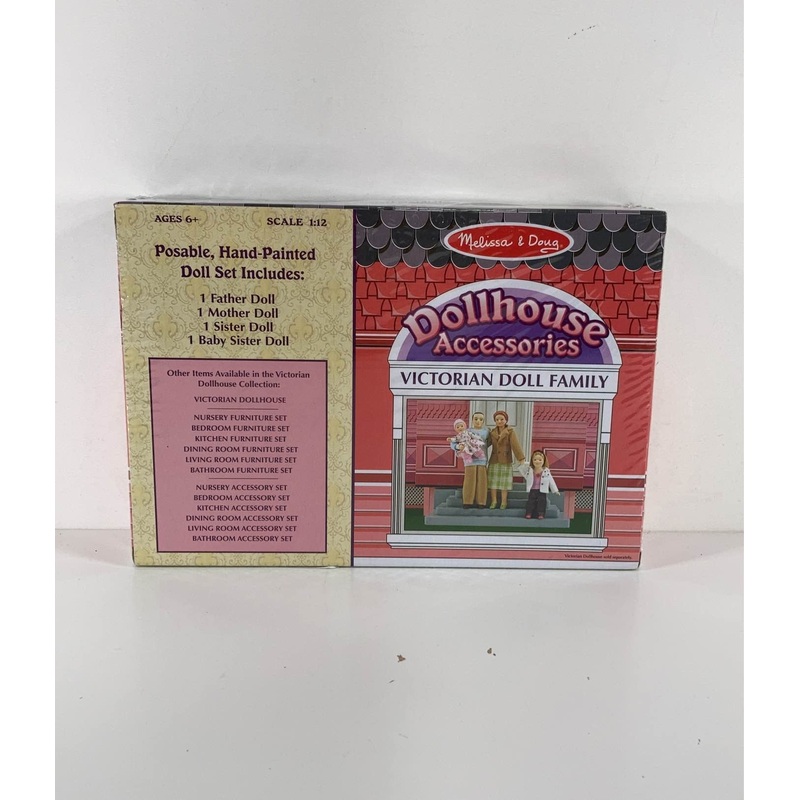 AGES 6+
SCALE 1:12
Posable, Hand-Painted
Doll Set Includes:
1 Father Doll
1 Mother Doll
1 Sister Doll
1 Baby Sister Doll
Other Items Available in the Victorian
Dollhouse Collection:
VICTORIAN DOLLHOUSE
NURSERY FURNITURE SET
BEDROOM FURNITURE SET
KITCHEN FURNITURE SET
DINING ROOM FURNITURE SET
LIVING ROOM FURNITURE SET
BATHROOM FURNITURE SET
NURSERY ACCESSORY SET
BEDROOM ACCESSORY SET
KITCHEN ACCESSORY SET
DINING ROOM ACCESSORY SET
LIVING ROOM ACCESSORY SET
BATHROOM ACCESSORY SET
Melissa & Doug
Dollhouse
Accessories
VICTORIAN DOLL FAMILY
Victorian Dollhouse sold separately.